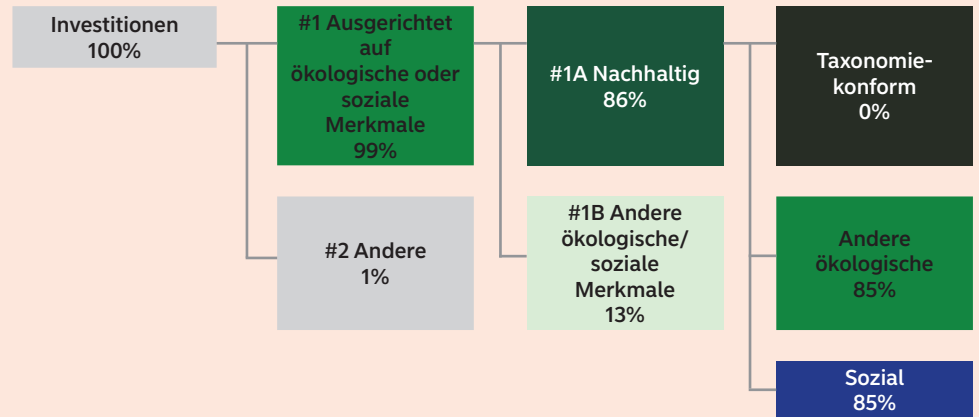 Investitionen
100%
#1 Ausgerichtet
auf
ökologische oder
soziale
Merkmale
99%
#1A Nachhaltig
86%
Taxonomie-
konform
0%
#2 Andere
1%
#1B Andere
ökologische/
soziale
Merkmale
13%
Andere
ökologische
85%
Sozial
85%